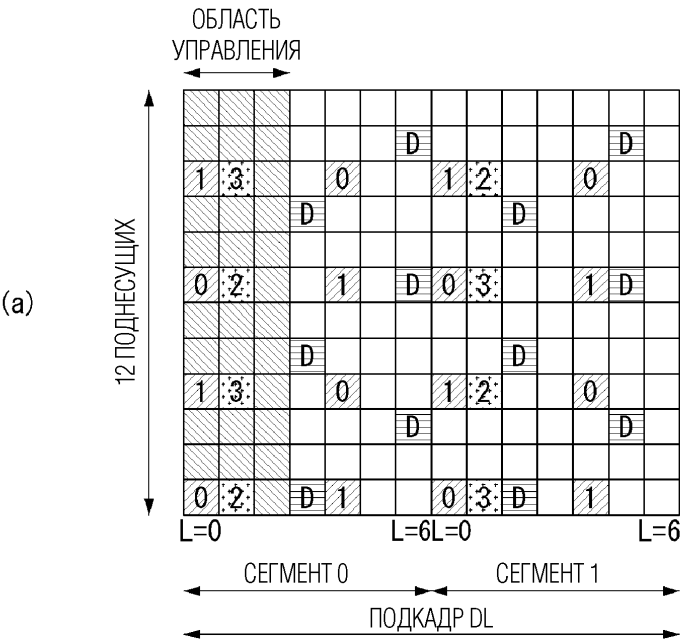 ОБЛАСТЬ
УПРАВЛЕНИЯ
D D
1 3 0 1 2 0
D D
12 ПОДНЕСУЩИХ
(a)
0 2 1 D 0 3 1 D
D D
1 3 0 1 2 0
D D
0 2 D 1 0 3 D 1
L=0 L=6 L=0 L=6
СЕГМЕНТ 0 СЕГМЕНТ 1
ПОДКАДР DL